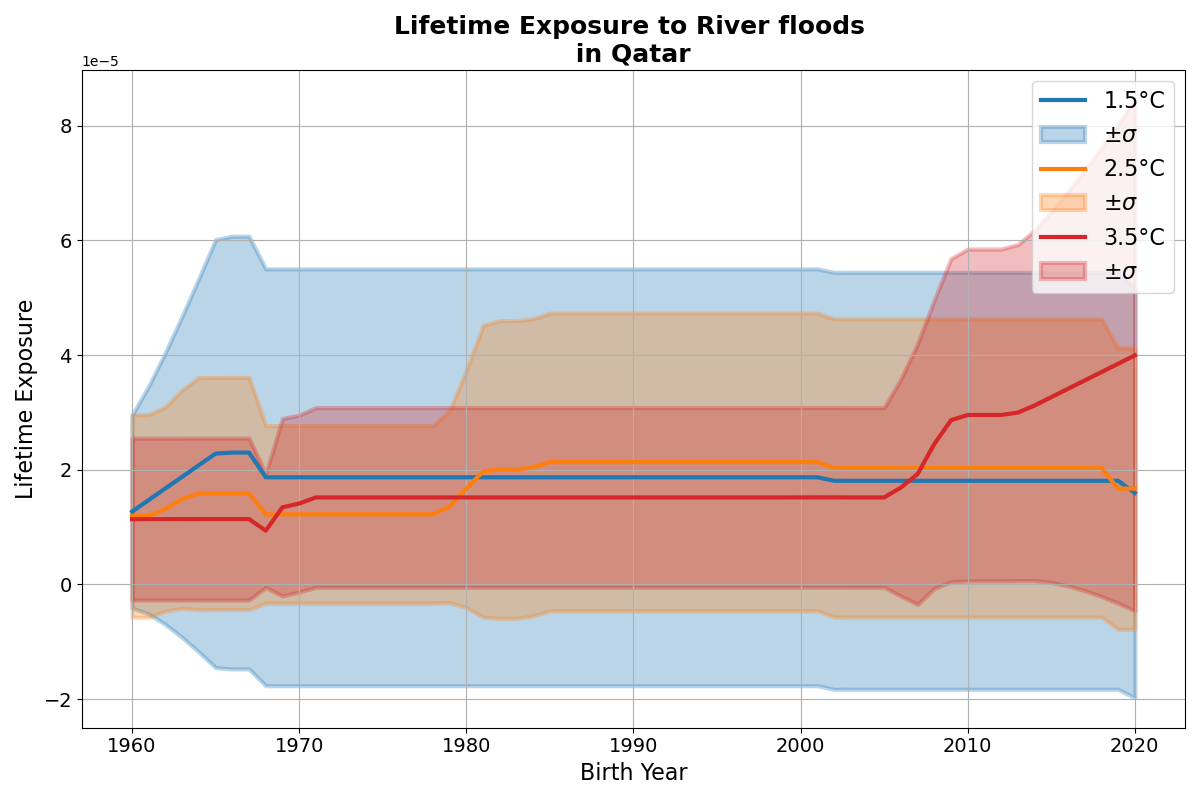 Lifetime Exposure to River floods
in Qatar
1e−5
8
6
4
2
0
−2
Lifetime Exposure
1960
1970
1980
1990
2000
2010
2020
Birth Year
1.5°C
±σ
2.5°C
±σ
3.5°C
±σ